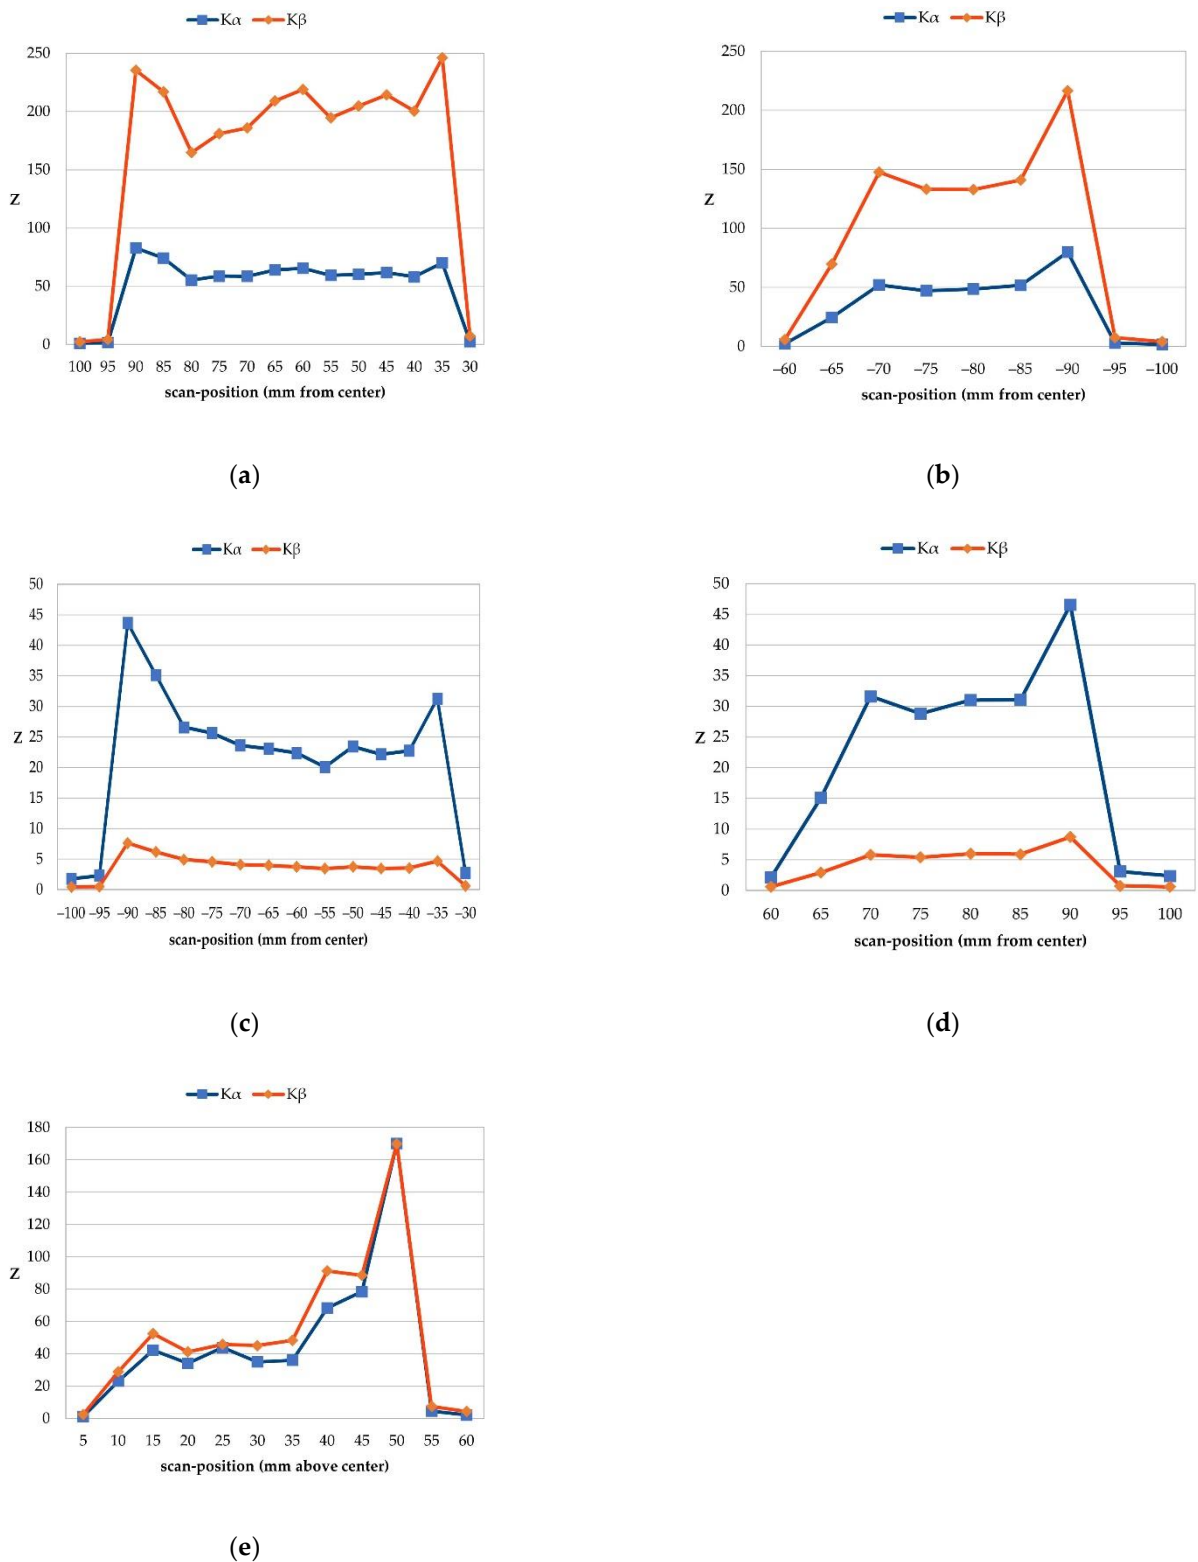 Kα Kβ
250
200
150
Z
100
50
0
100 95 90 85 80 75 70 65 60 55 50 45 40 35 30
scan-position (mm from center)
(a)
Kα Kβ
250
200
150
Z
100
50
0
–60 –65 –70 –75 –80 –85 –90 –95 –100
scan-position (mm from center)
(b)
Kα Kβ
50
45
40
35
30
25
Z
20
15
10
5
0
–100 –95 –90 –85 –80 –75 –70 –65 –60 –55 –50 –45 –40 –35 –30
scan-position (mm from center)
(c)
Kα Kβ
50
45
40
35
30
25
Z
20
15
10
5
0
60 65 70 75 80 85 90 95 100
scan-position (mm from center)
(d)
Kα Kβ
180
160
140
120
100
Z
80
60
40
20
0
5 10 15 20 25 30 35 40 45 50 55 60
scan-position (mm above center)
(e)